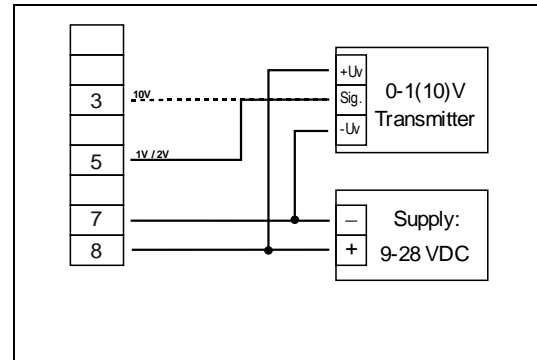 3
10V
5
1V / 2V
7
8
+Uv
Sig.
-Uv
0-1(10)V
Transmitter
–
+
Supply:
9-28 VDC